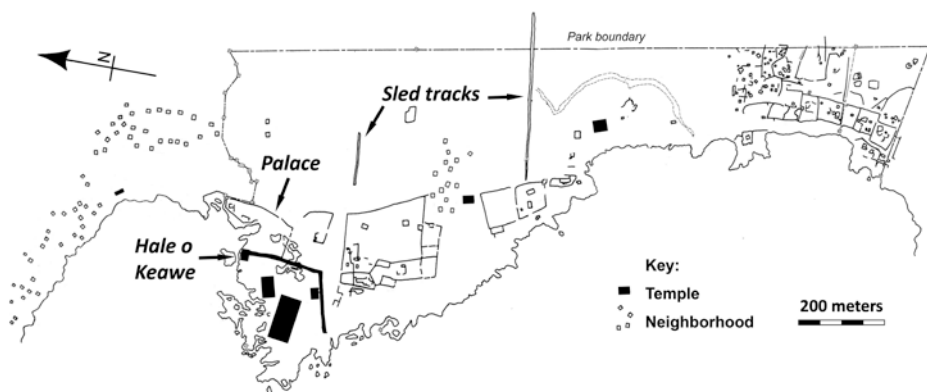 Park boundary
N
Sled tracks
Palace
Hale o
Keawe
Key:
Temple
Neighborhood
200 meters